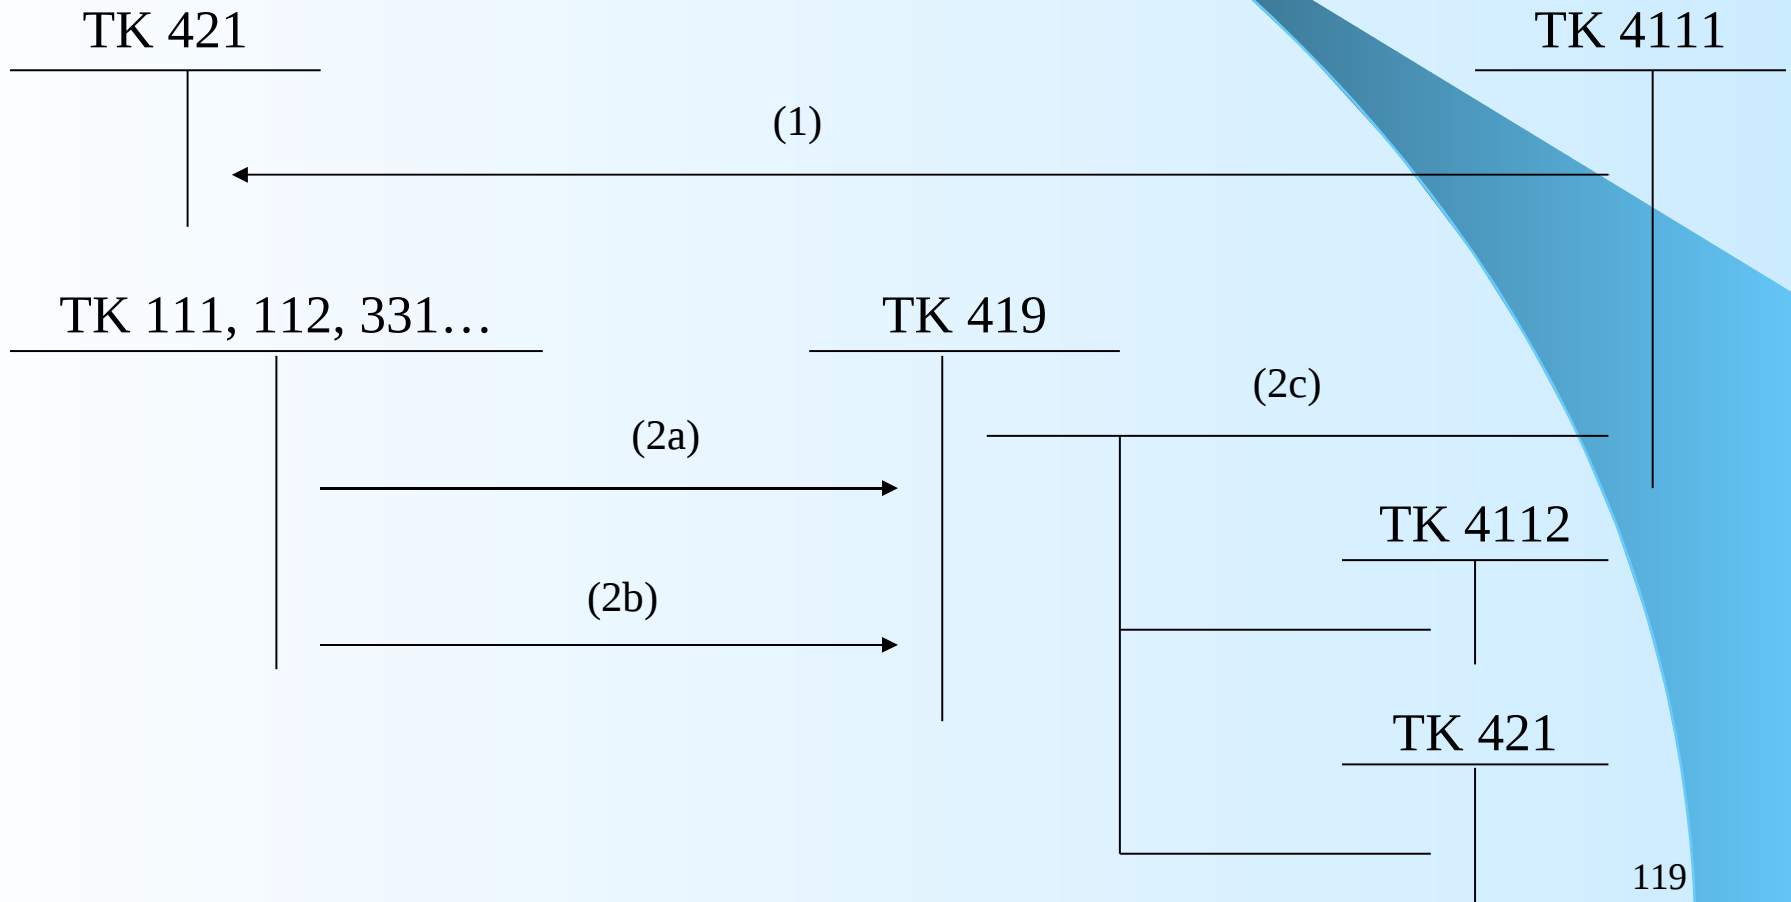 TK 421
TK 4111
(1)
TK 111, 112, 331…
TK 419
(2c)
(2a)
TK 4112
(2b)
TK 421
119